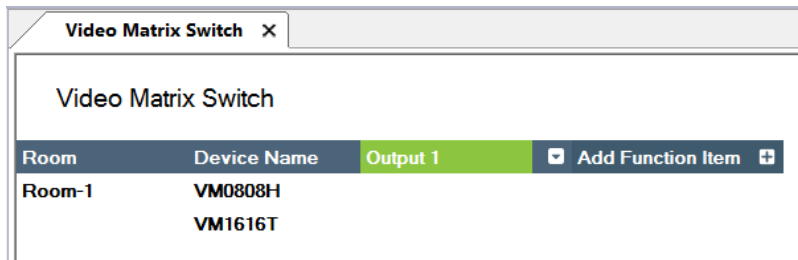 Video Matrix Switch
Video Matrix Switch
Room Device Name Output 1 Add Function Item
Room-1 VM0808H
VM1616T